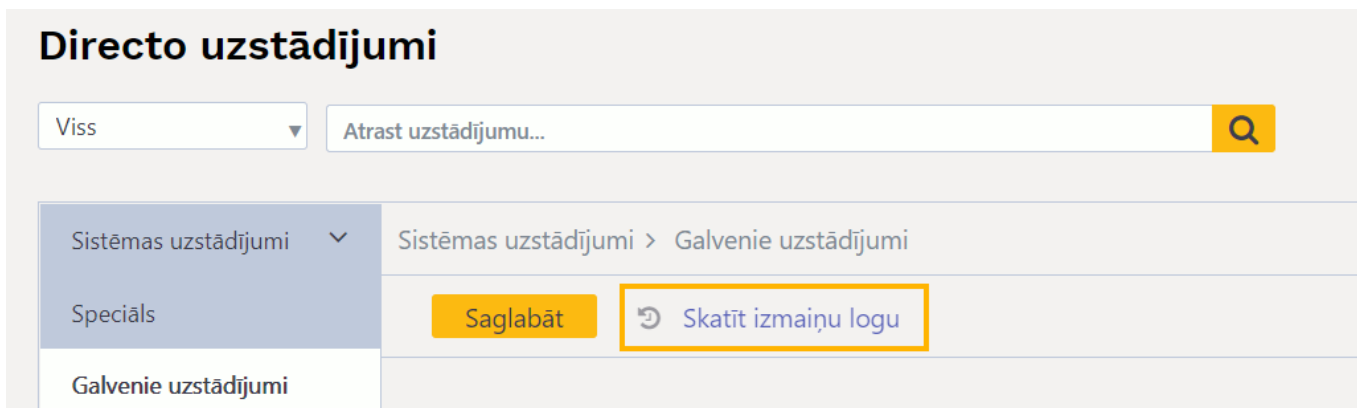 Directo uzstādījumi
Viss
Atrast uzstādījumu...
Sistēmas uzstādījumi
Sistēmas uzstādījumi > Galvenie uzstādījumi
Speciāls
Saglabāt
Skatīt izmaiņu logu
Galvenie uzstādījumi